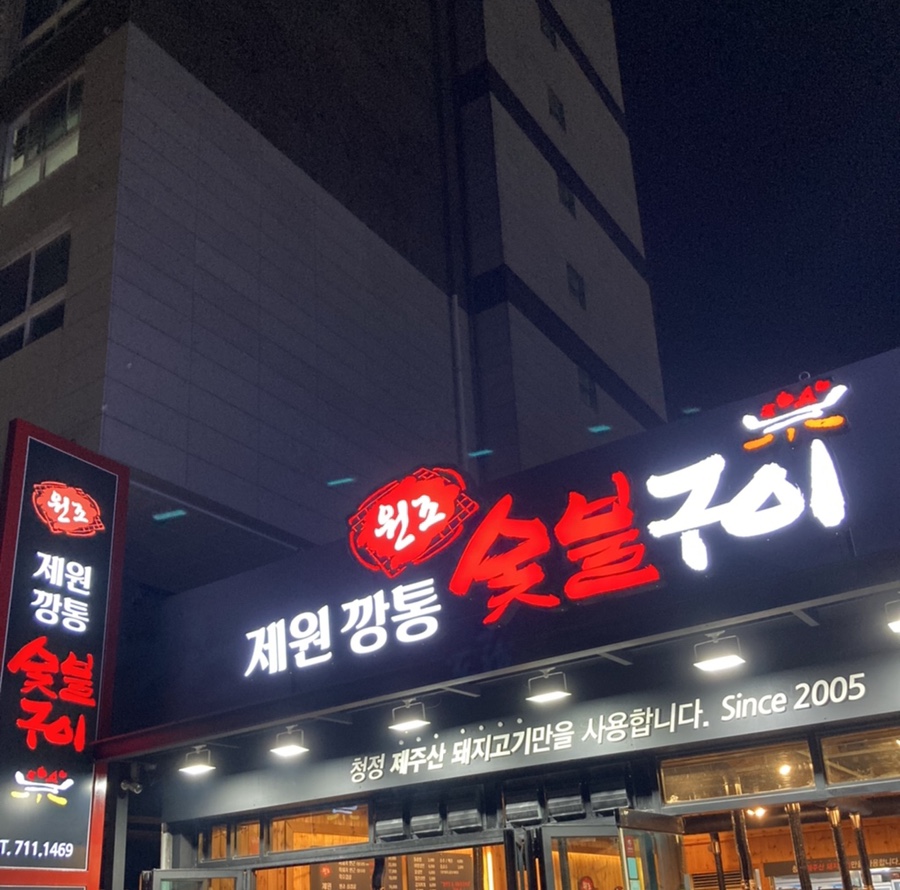 원조
제원
깡통
숯불
구이
T. 711.1469
원조
제원 깡통 숯불구이
청정 제주산 돼지고기만을 사용합니다. Since 2005